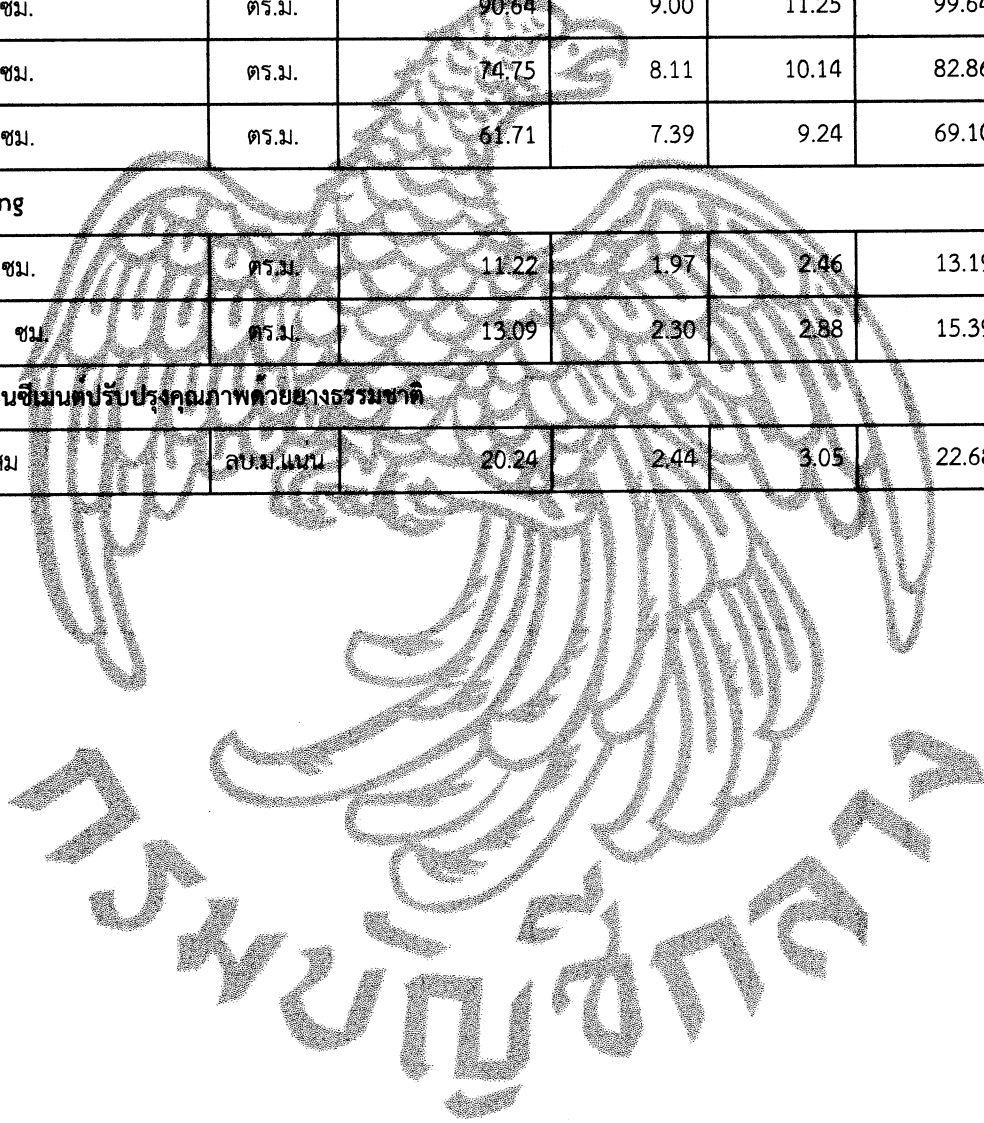 ซม. ตร.ม. 90.64 9.00 11.25 99.64
ซม. ตร.ม. 74.75 8.11 10.14 82.86
ซม. ตร.ม. 61.71 7.39 9.24 69.10
ng
ซม. ตร.ม. 11.22 1.97 2.46 13.19
ซม. ตร.ม. 13.09 2.30 2.88 15.39
นซีเมนต์ปรับปรุงคุณภาพด้วยยางธรรมชาติ
สม ลบ.ม.แน่น 20.24 2.44 3.05 22.68
กรมบัญชีกลาง